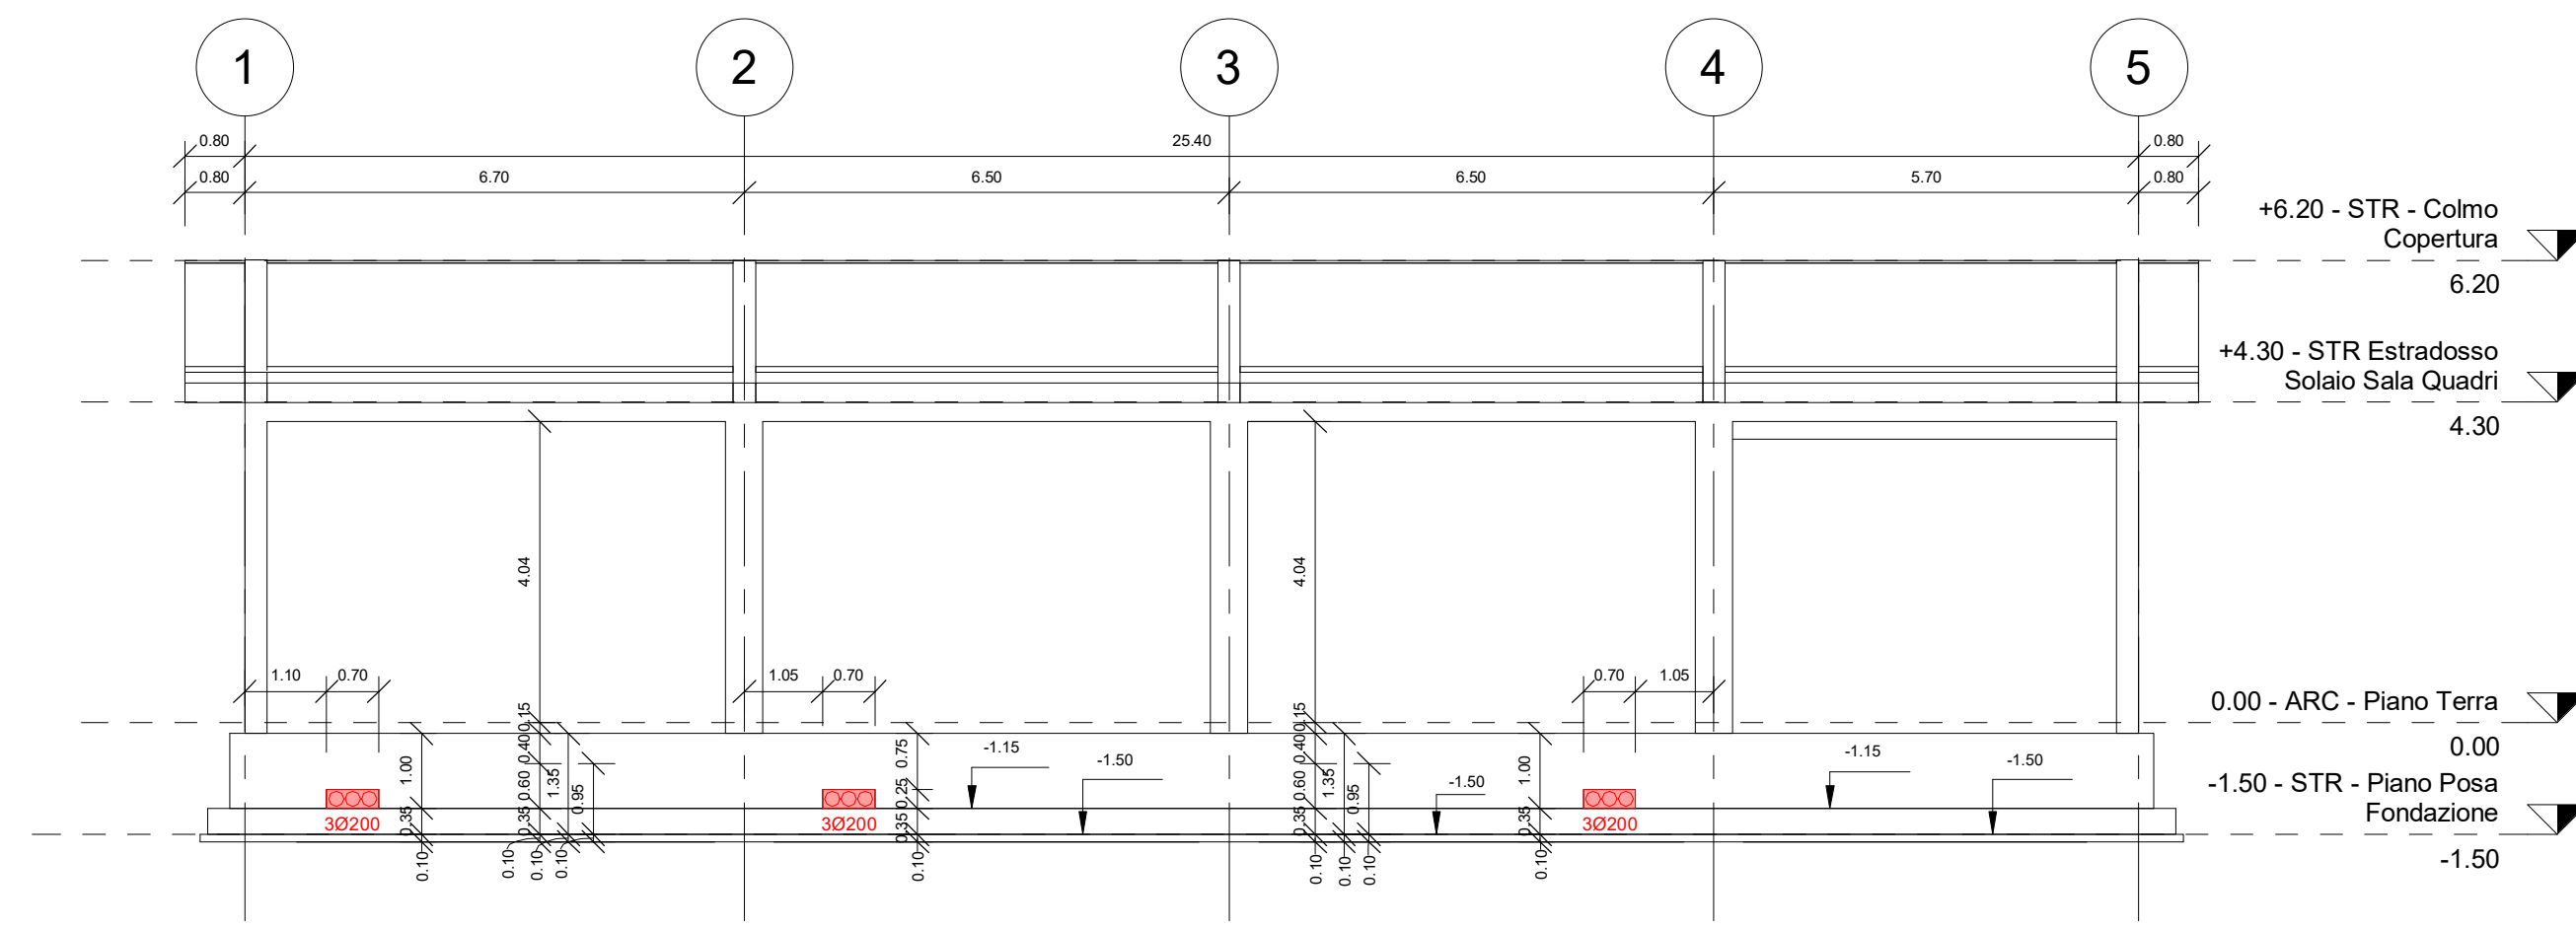 1 2 3 4 5
0.80 25.40 0.80
0.80 6.70 6.50 6.50 5.70 0.80
+6.20 - STR - Colmo
Copertura
6.20
+4.30 - STR Estradosso
Solaio Sala Quadri
4.30
4.04 4.04
1.10 0.70 1.05 0.70 0.70 1.05
0.00 - ARC - Piano Terra
0.00
0.15 0.15
0.40 0.40
1.00 0.60 1.35 0.95 0.75 0.25 0.60 1.35 0.95 1.00
-1.15 -1.50 -1.50 -1.15 -1.50
-1.50 - STR - Piano Posa
Fondazione
-1.50
3Ø200 3Ø200 3Ø200
0.35 0.35 0.35 0.35 0.35
0.10 0.10 0.10 0.10 0.10 0.10 0.10 0.10 0.10